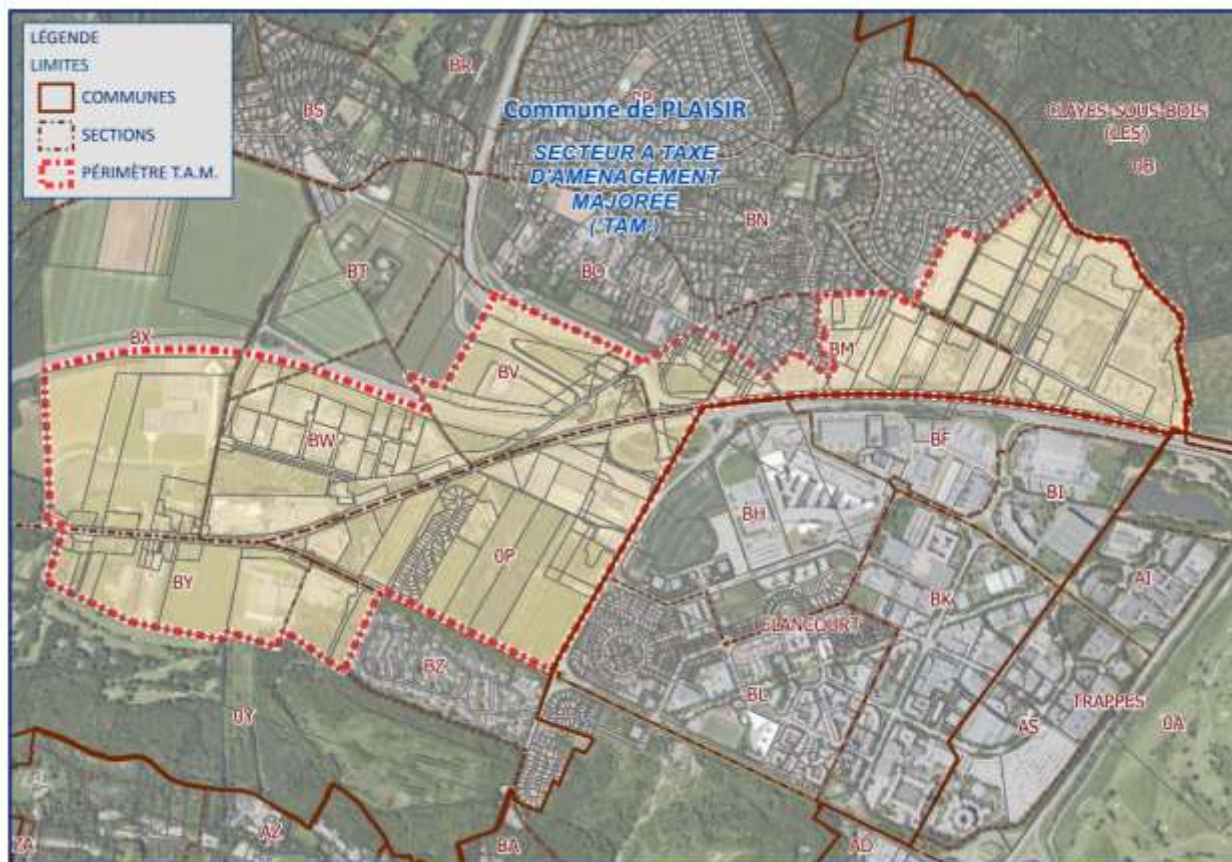 LÉGENDE
LIMITES
COMMUNES
SECTIONS
PÉRIMÈTRE T.A.M.
BR
BS
Commune de PLAISIR
SECTEUR A TAXE
D'AMENAGEMENT
MAJOREE
( TAM )
CLAYES-SOUS-BOIS
(LES)
0B
BN
BT
BO
BX
BM
BV
BW
BF
BI
BH
0P
BY
AI
BK
ELANCOURT
BZ
BL
TRAPPES
0Y
AS
0A
AZ
ZA
BA
AD